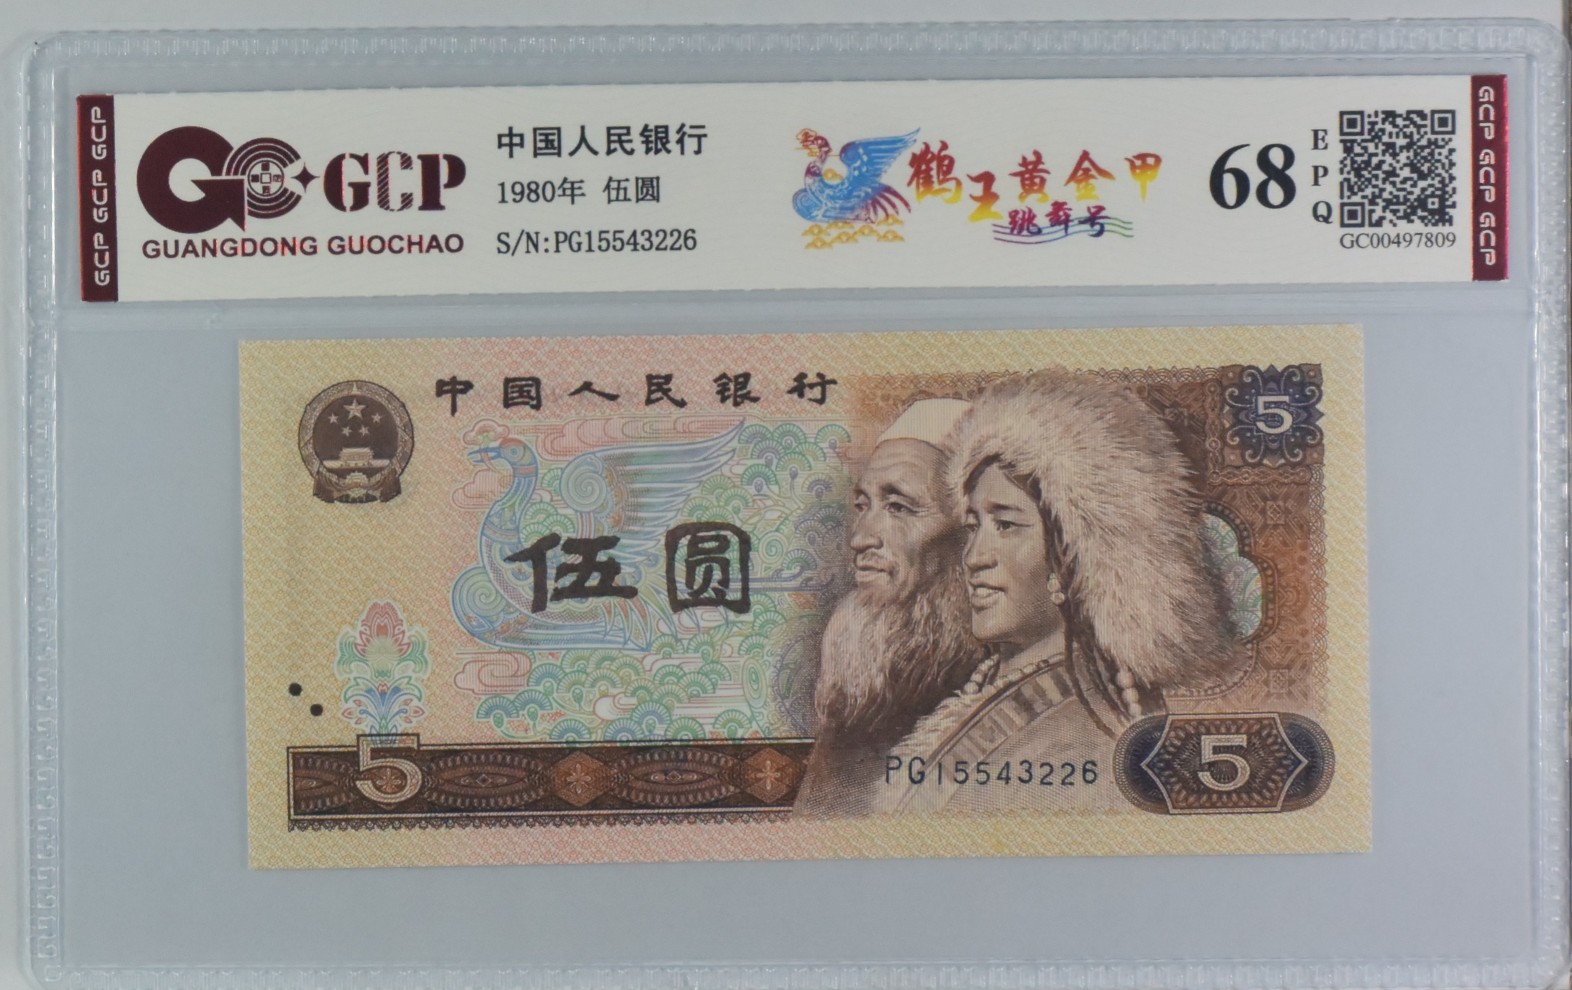 GCP GCP GCP
GCP
GUANGDONG GUOCHAO
中国人民银行
1980年 伍圆
S/N:PG15543226
鹤王黄金甲
跳舞号
68
E
P
Q
GC00497809
GCP GCP GCP
中国人民银行
5
伍圆
5
PG15543226
5